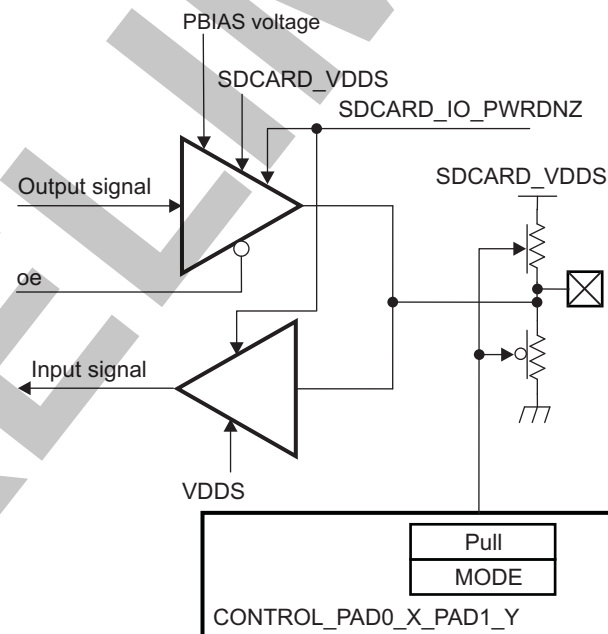 PBIAS voltage
SDCARD_VDDS
SDCARD_IO_PWRDNZ
SDCARD_VDDS
Output signal
oe
Input signal
VDDS
Pull
MODE
CONTROL_PAD0_X_PAD1_Y